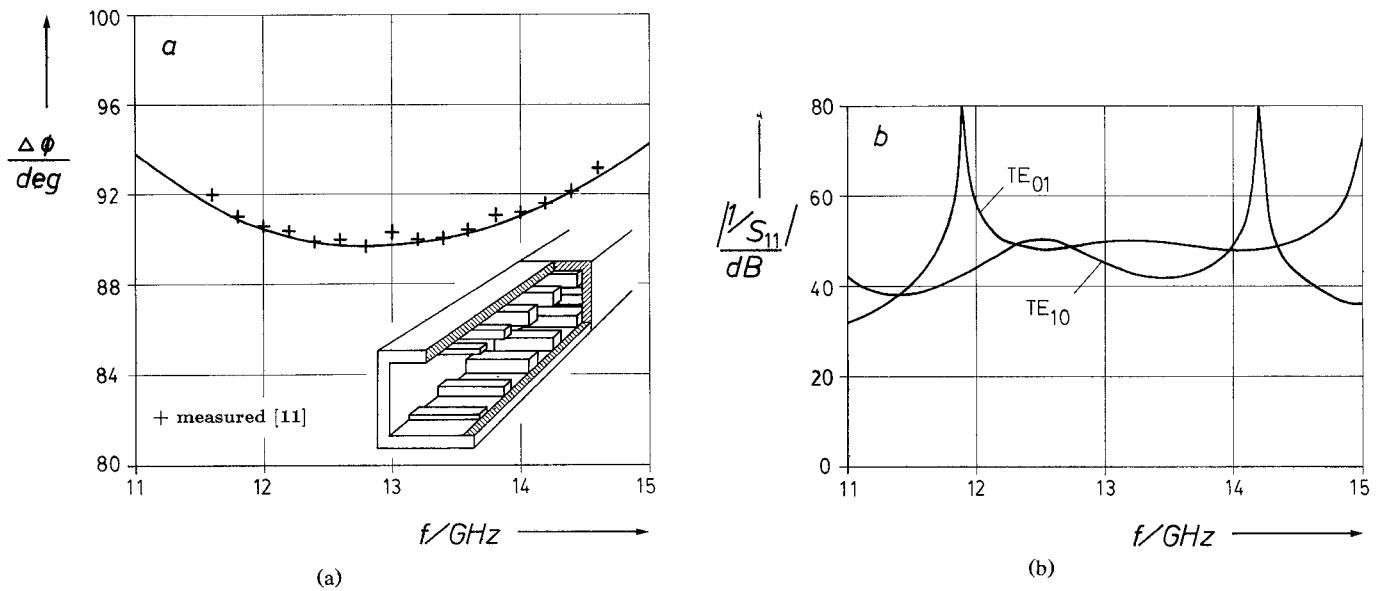 100
96
92
88
84
80
Δφ
deg
a
+ measured [11]
11 12 13 14 15
f/GHz
(a)
80
60
40
20
0
|1/S11|
dB
b
TE01
TE10
11 12 13 14 15
f/GHz
(b)